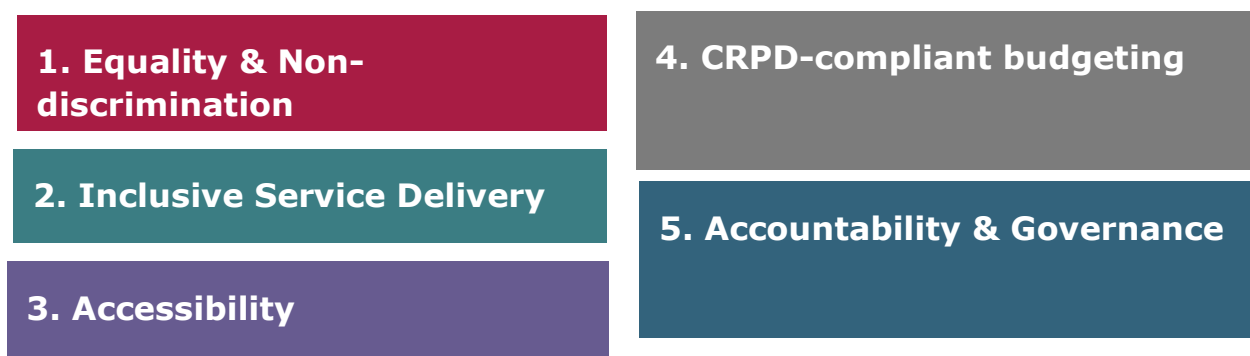 1. Equality & Non-
discrimination
2. Inclusive Service Delivery
3. Accessibility
4. CRPD-compliant budgeting
5. Accountability & Governance